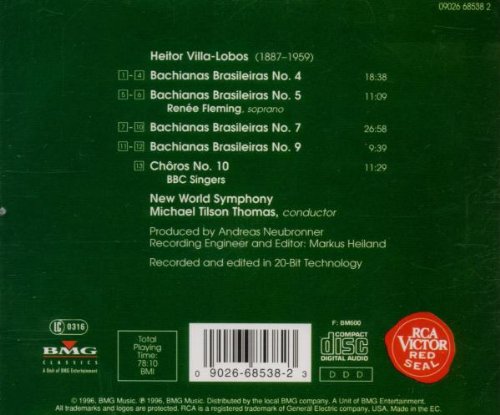 09026 68538 2
Heitor Villa-Lobos (1887–1959)
1 - 4 Bachianas Brasileiras No. 4 18:38
5 - 6 Bachianas Brasileiras No. 5 11:09
Renée Fleming, soprano
7 - 10 Bachianas Brasileiras No. 7 26:58
11 - 12 Bachianas Brasileiras No. 9 9:39
13 Chôros No. 10 11:29
BBC Singers
New World Symphony
Michael Tilson Thomas, conductor
Produced by Andreas Neubronner
Recording Engineer and Editor: Markus Heiland
Recorded and edited in 20-Bit Technology
LC 0316
BMG
CLASSICS
A Unit of BMG Entertainment
Total
Playing
Time:
78:10
BMI
0 9026-68538-2 3
F: BM600
COMPACT
disc
DIGITAL AUDIO
D D D
RCA
VICTOR
RED
SEAL
© 1996, BMG Music. ℗ 1996, BMG Music. Distributed by the local BMG company. A Unit of BMG Entertainment.
All trademarks and logos are protected. RCA is a registered trademark of General Electric company, USA. Made in the EC.